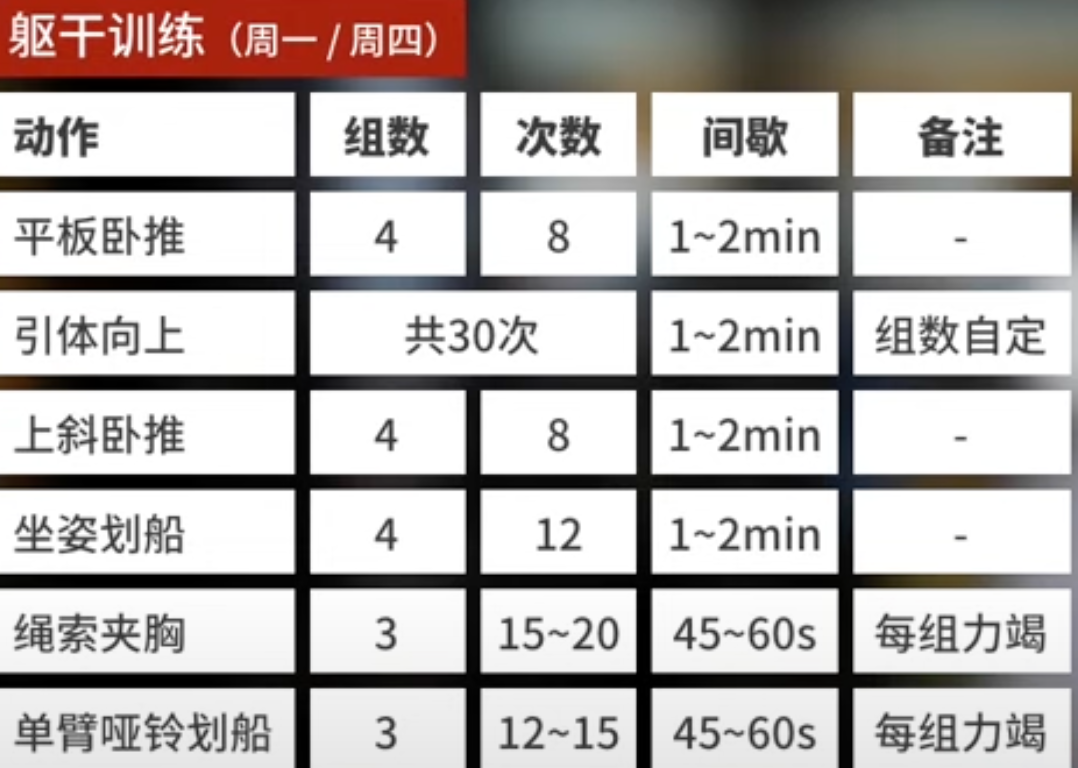 躯干训练（周一 / 周四）
动作 组数 次数 间歇 备注
平板卧推 4 8 1~2min -
引体向上 共30次 1~2min 组数自定
上斜卧推 4 8 1~2min -
坐姿划船 4 12 1~2min -
绳索夹胸 3 15~20 45~60s 每组力竭
单臂哑铃划船 3 12~15 45~60s 每组力竭